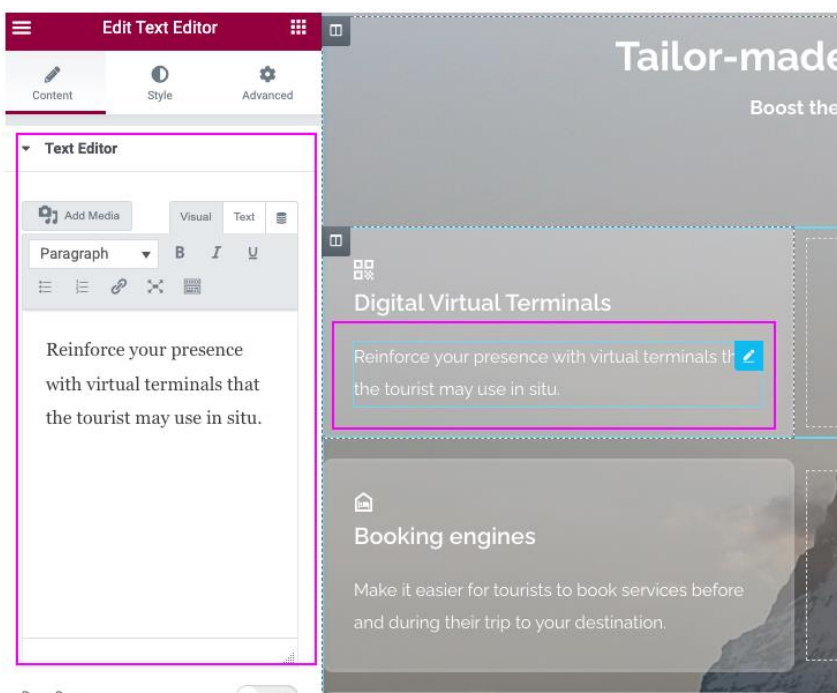 Edit Text Editor
Content
Style
Advanced
Text Editor
Add Media
Visual
Text
Paragraph
B I U
Reinforce your presence
with virtual terminals that
the tourist may use in situ.
Tailor-made
Boost the
Digital Virtual Terminals
Reinforce your presence with virtual terminals th
the tourist may use in situ.
Booking engines
Make it easier for tourists to book services before
and during their trip to your destination.